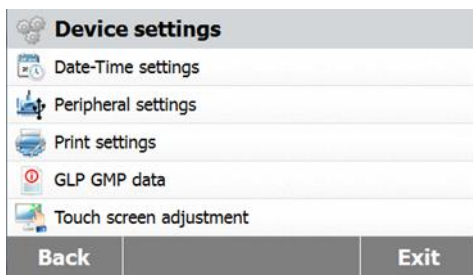 Device settings
Date-Time settings
Peripheral settings
Print settings
GLP GMP data
Touch screen adjustment
Back Exit